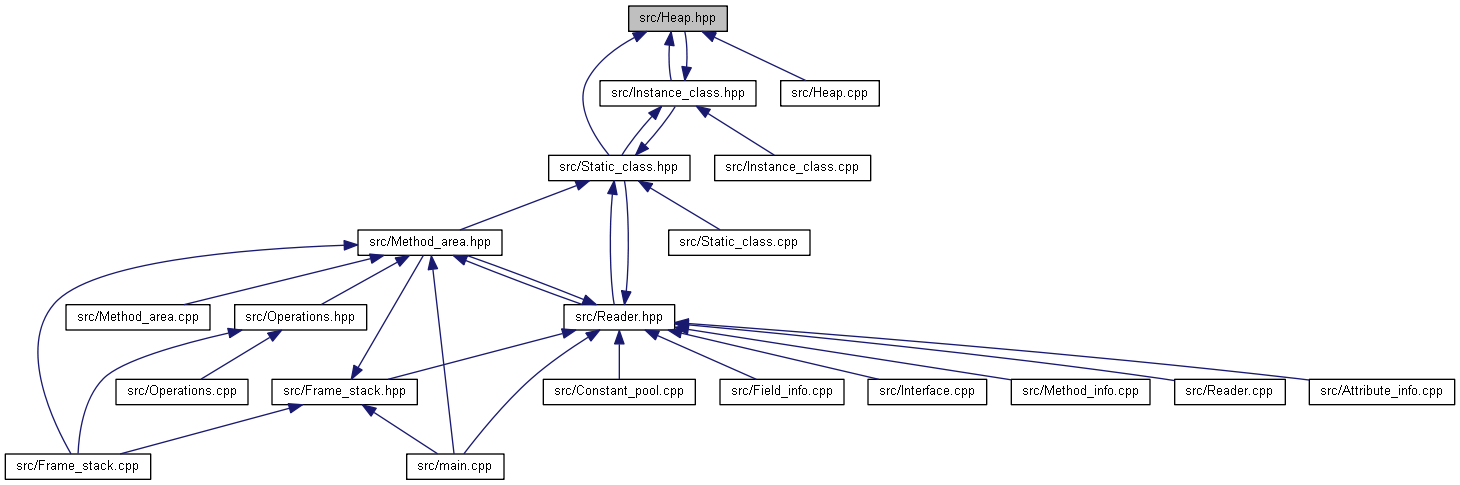 src/Heap.hpp
src/Instance_class.hpp
src/Heap.cpp
src/Static_class.hpp
src/Instance_class.cpp
src/Method_area.hpp
src/Static_class.cpp
src/Method_area.cpp
src/Operations.hpp
src/Reader.hpp
src/Operations.cpp
src/Frame_stack.hpp
src/Constant_pool.cpp
src/Field_info.cpp
src/Interface.cpp
src/Method_info.cpp
src/Reader.cpp
src/Attribute_info.cpp
src/Frame_stack.cpp
src/main.cpp